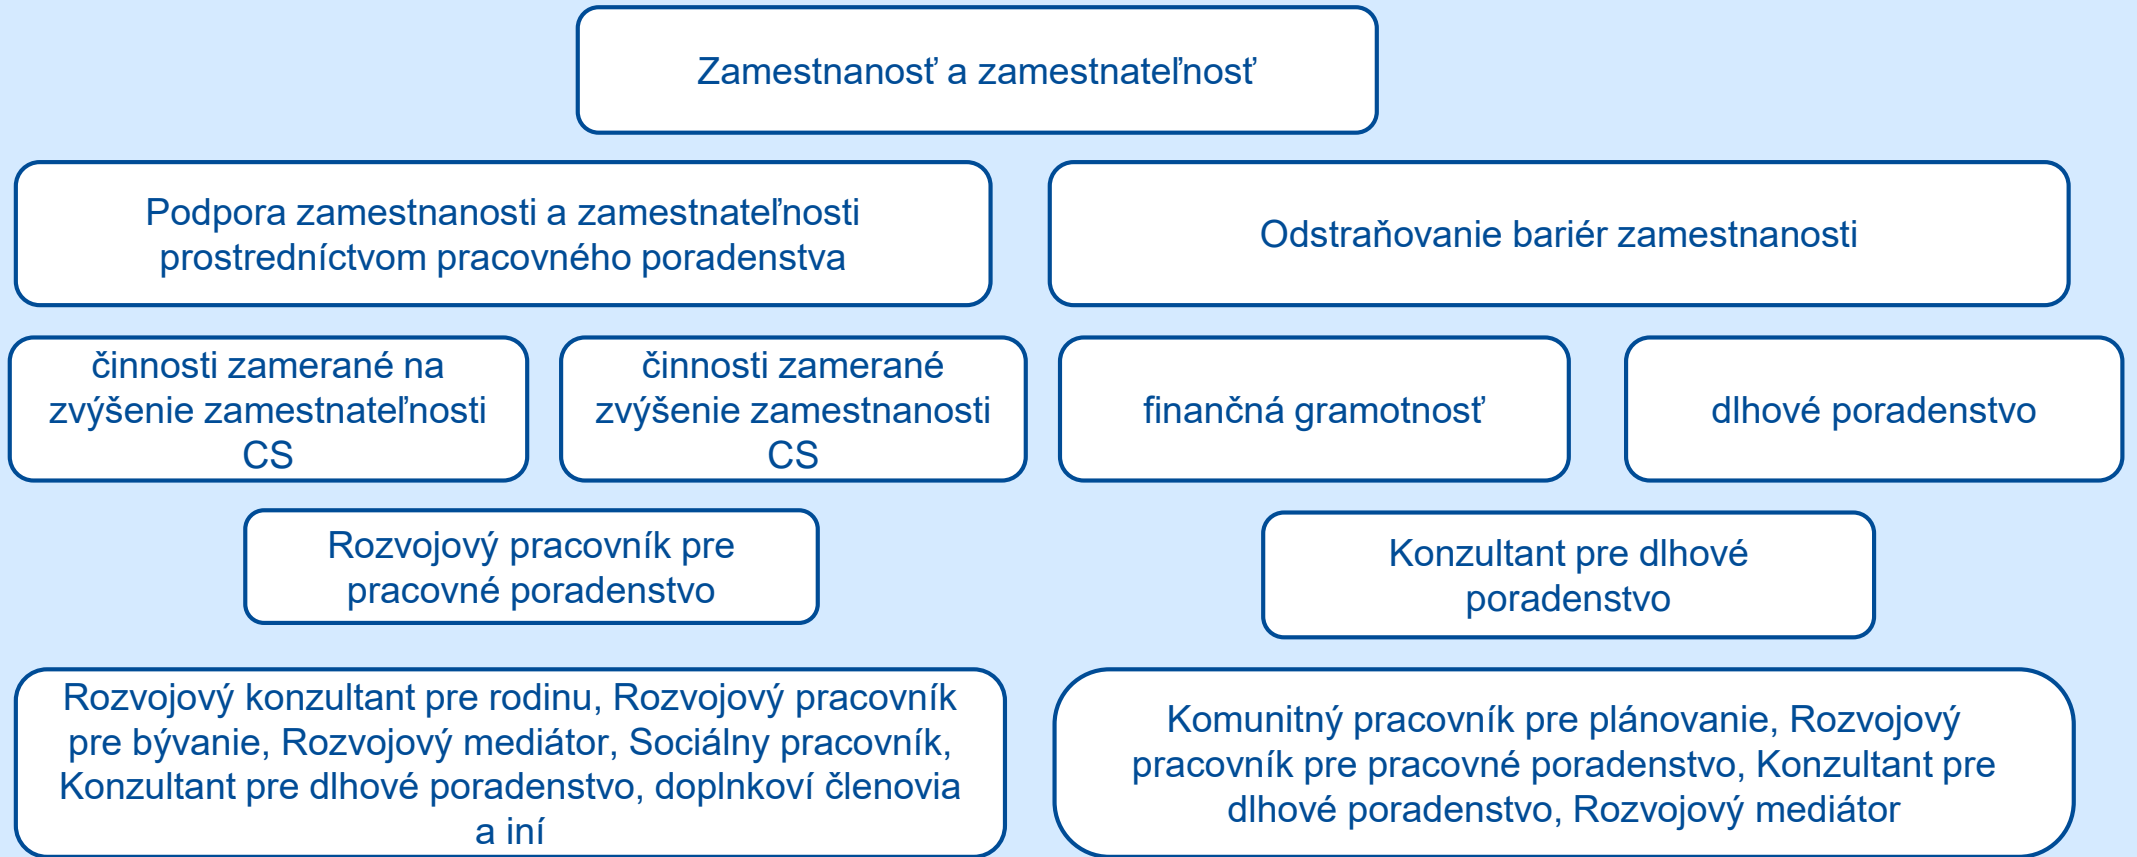 Zamestnanosť a zamestnateľnosť
Podpora zamestnanosti a zamestnateľnosti
prostredníctvom pracovného poradenstva
Odstraňovanie bariér zamestnanosti
činnosti zamerané na
zvýšenie zamestnateľnosti
CS
činnosti zamerané
zvýšenie zamestnanosti
CS
finančná gramotnosť
dlhové poradenstvo
Rozvojový pracovník pre
pracovné poradenstvo
Konzultant pre dlhové
poradenstvo
Rozvojový konzultant pre rodinu, Rozvojový pracovník
pre bývanie, Rozvojový mediátor, Sociálny pracovník,
Konzultant pre dlhové poradenstvo, doplnkoví členovia
a iní
Komunitný pracovník pre plánovanie, Rozvojový
pracovník pre pracovné poradenstvo, Konzultant pre
dlhové poradenstvo, Rozvojový mediátor